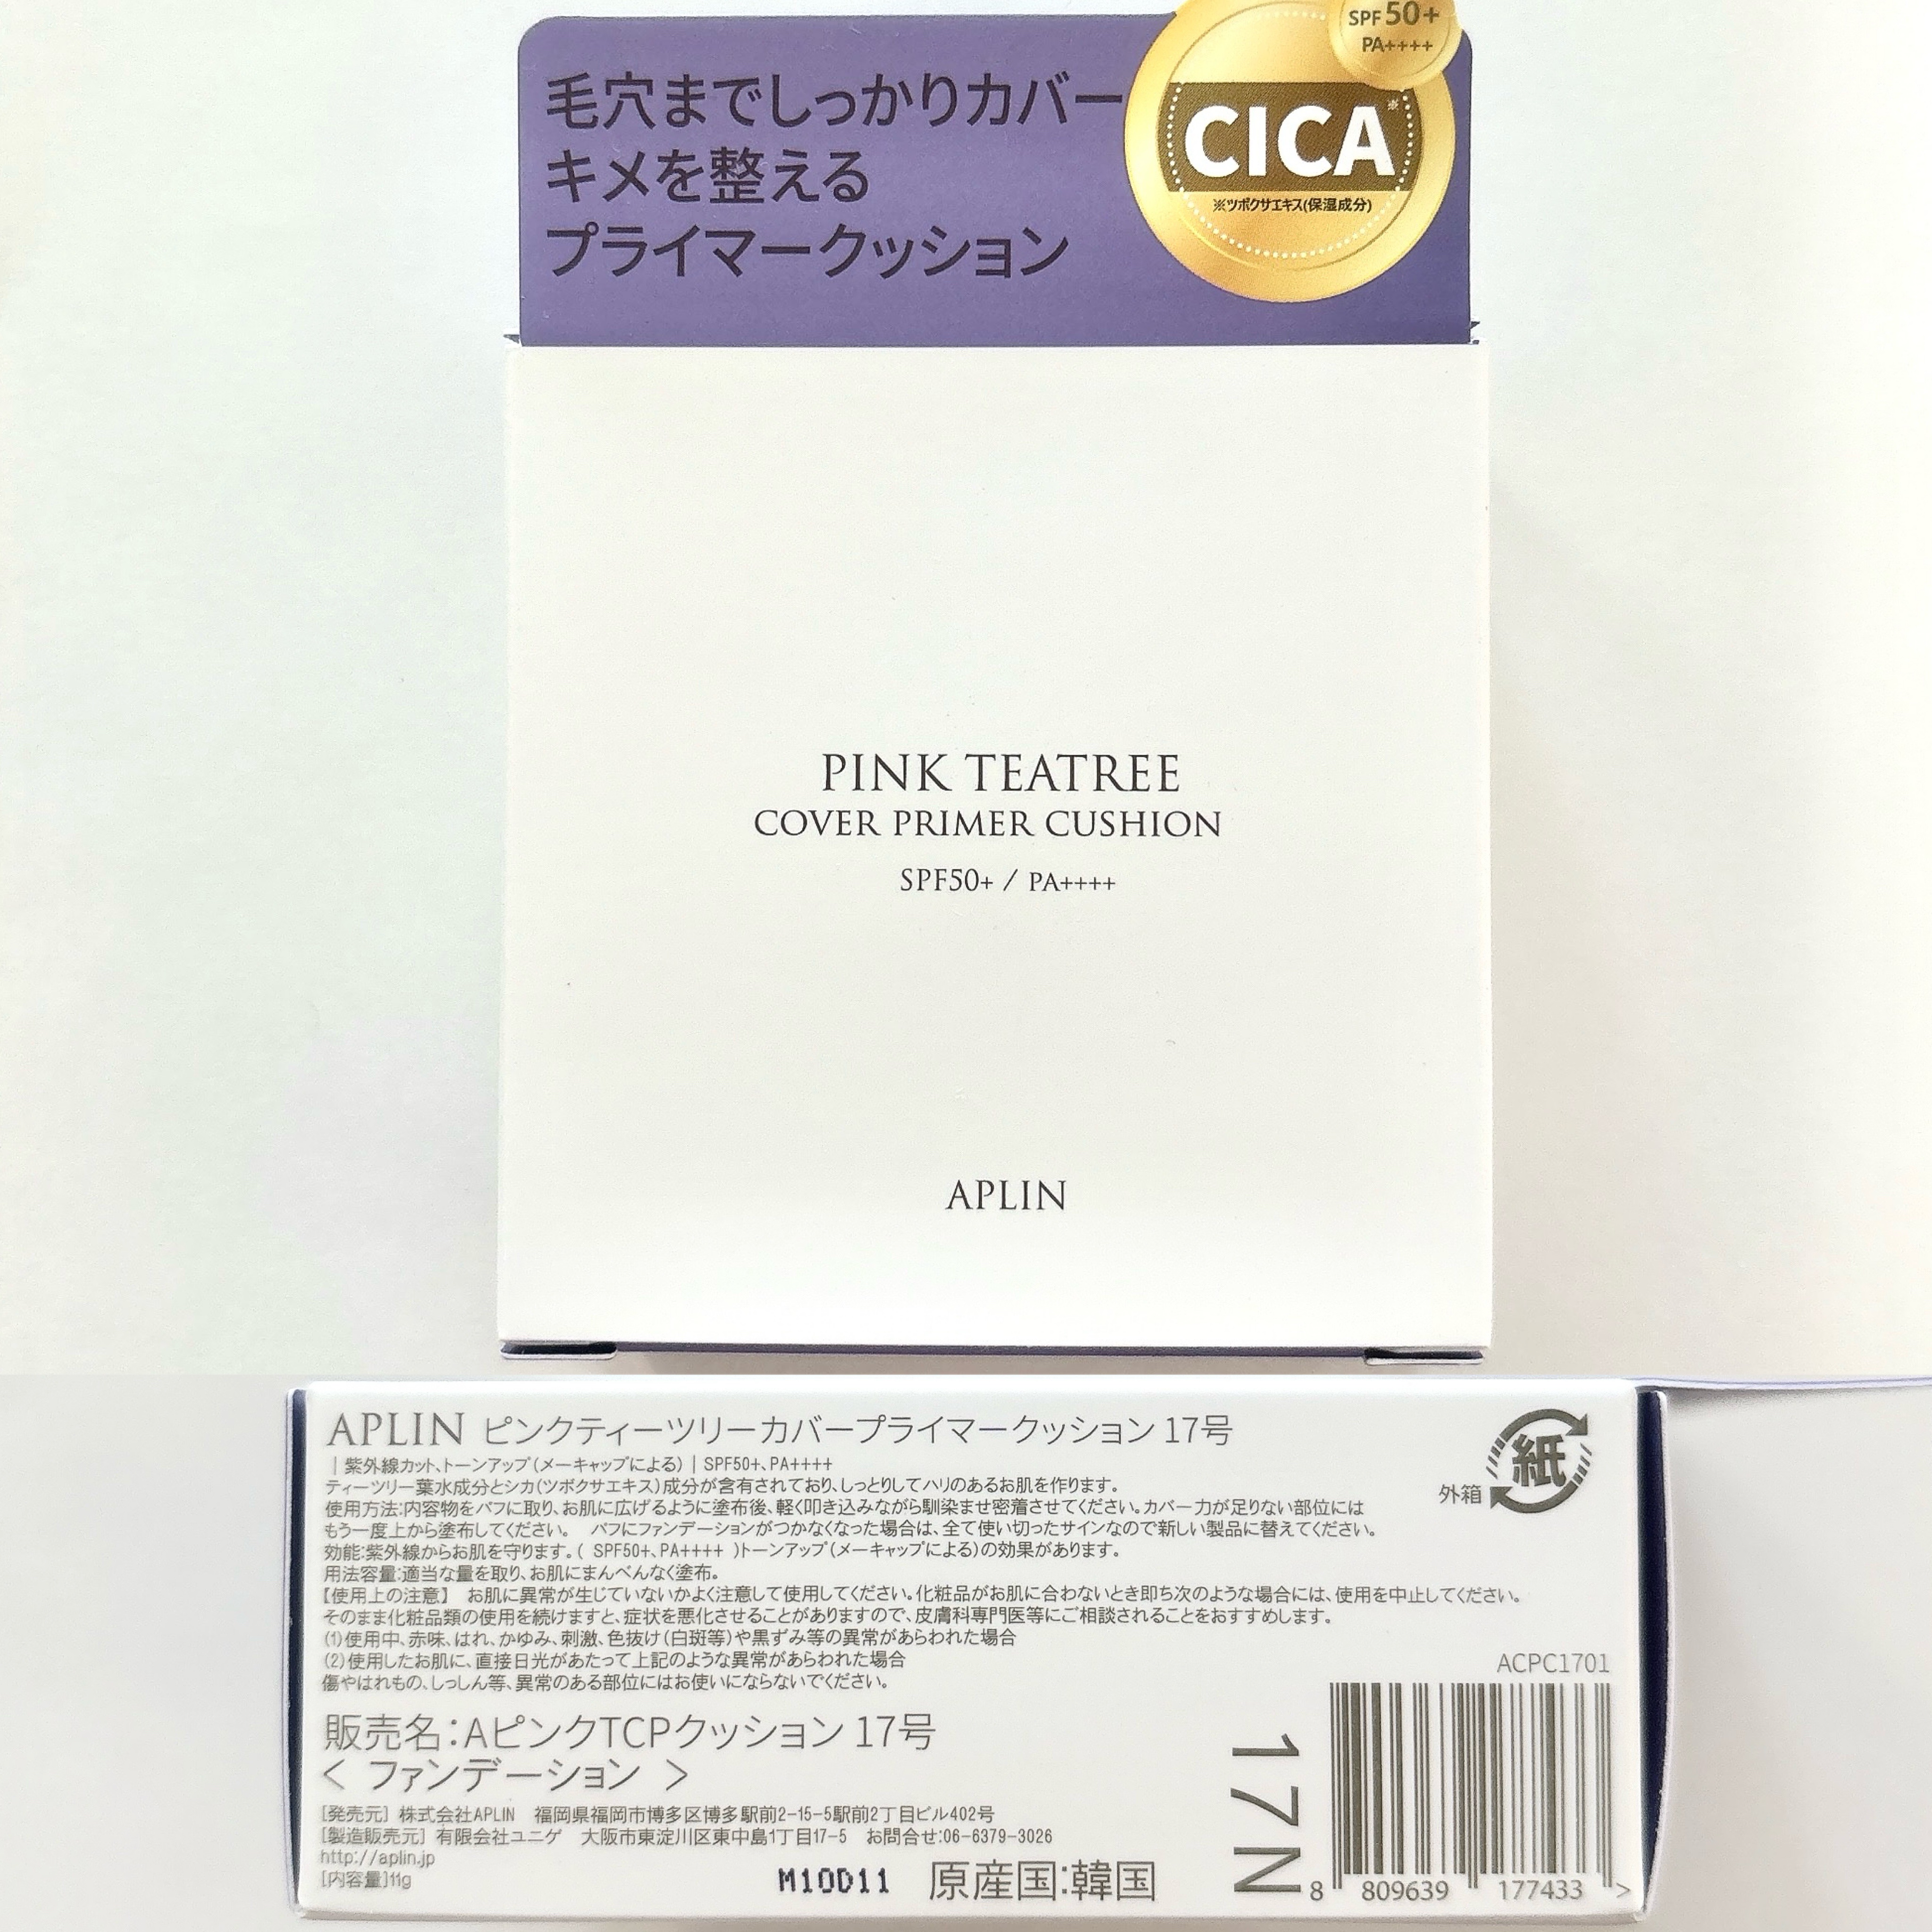 毛穴までしっかりカバー
キメを整える
プライマークッション
SPF50+
PA++++
CICA※
※ツボクサエキス(保湿成分)
PINK TEATREE
COVER PRIMER CUSHION
SPF50+ / PA++++
APLIN
APLIN ピンクティーツリーカバープライマークッション 17号
｜紫外線カット、トーンアップ（メーキャップによる）｜SPF50+、PA++++
ティーツリー葉水成分とシカ（ツボクサエキス）成分が含有されており、しっとりしてハリのあるお肌を作ります。
使用方法:内容物をパフに取り、お肌に広げるように塗布後、軽く叩き込みながら馴染ませ密着させてください。カバー力が足りない部位には
もう一度上から塗布してください。 パフにファンデーションがつかなくなった場合は、全て使い切ったサインなので新しい製品に替えてください。
効能:紫外線からお肌を守ります。( SPF50+、PA++++ )トーンアップ（メーキャップによる）の効果があります。
用法容量:適当な量を取り、お肌にまんべんなく塗布。
【使用上の注意】 お肌に異常が生じていないかよく注意して使用してください。化粧品がお肌に合わないとき即ち次のような場合には、使用を中止してください。
そのまま化粧品類の使用を続けますと、症状を悪化させることがありますので、皮膚科専門医等にご相談されることをおすすめします。
(1)使用中、赤味、はれ、かゆみ、刺激、色抜け（白斑等）や黒ずみ等の異常があらわれた場合
(2)使用したお肌に、直接日光があたって上記のような異常があらわれた場合
傷やはれもの、しっしん等、異常のある部位にはお使いにならないでください。
外箱
紙
販売名:AピンクTCPクッション 17号
＜ ファンデーション ＞
[発売元] 株式会社APLIN 福岡県福岡市博多区博多駅前2-15-5駅前2丁目ビル402号
[製造販売元] 有限会社ユニゲ 大阪市東淀川区東中島1丁目17-5 お問合せ:06-6379-3026
http://aplin.jp
[内容量]11g
M10D11
原産国:韓国
17N
ACPC1701
8 809639 177433 >